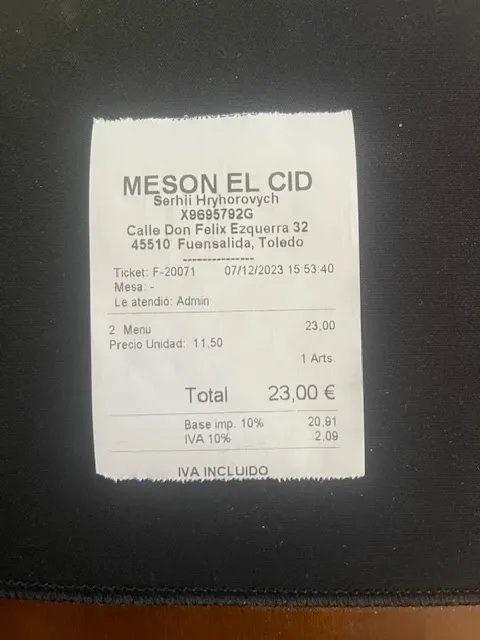 MESON EL CID
Serhii Hryhorovych
X9695792G
Calle Don Felix Ezquerra 32
45510 Fuensalida, Toledo
---------------
Ticket: F-20071 07/12/2023 15:53:40
Mesa: -
Le atendió: Admin
2 Menu 23,00
Precio Unidad: 11,50
1 Arts.
Total 23,00 €
Base imp. 10% 20,91
IVA 10% 2,09
IVA INCLUIDO